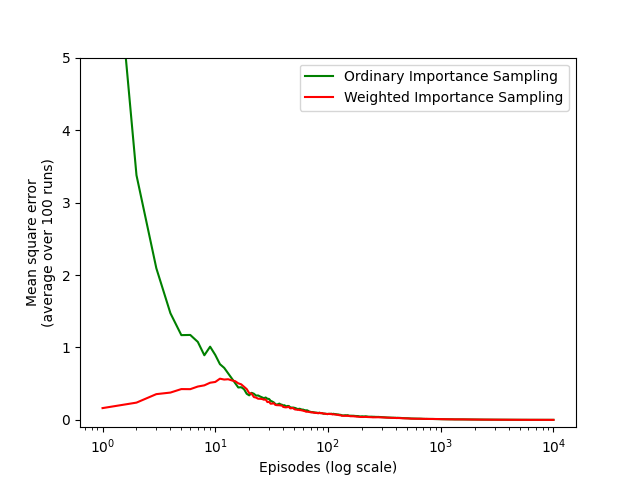 5
4
3
2
1
0
Mean square error
(average over 100 runs)
Ordinary Importance Sampling
Weighted Importance Sampling
10⁰ 10¹ 10² 10³ 10⁴
Episodes (log scale)